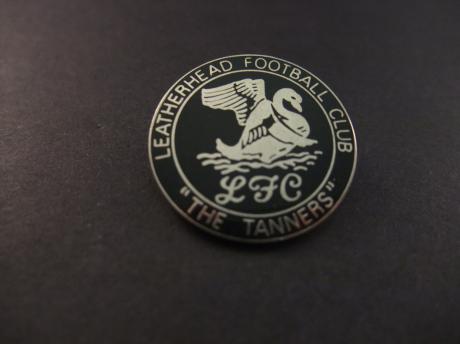 LEATHERHEAD FOOTBALL CLUB
LFC
"THE TANNERS"